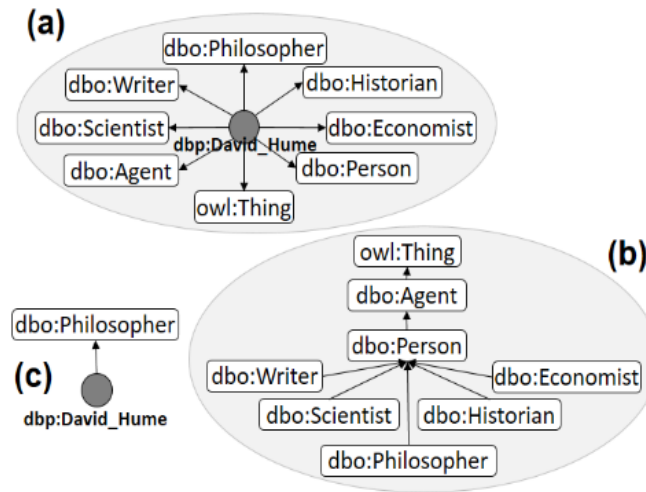 (a)
dbo:Philosopher
dbo:Writer
dbo:Historian
dbo:Scientist
dbo:Economist
dbp:David_Hume
dbo:Agent
dbo:Person
owl:Thing
(b)
owl:Thing
dbo:Agent
dbo:Person
dbo:Writer
dbo:Economist
dbo:Scientist
dbo:Historian
dbo:Philosopher
dbo:Philosopher
(c)
dbp:David_Hume